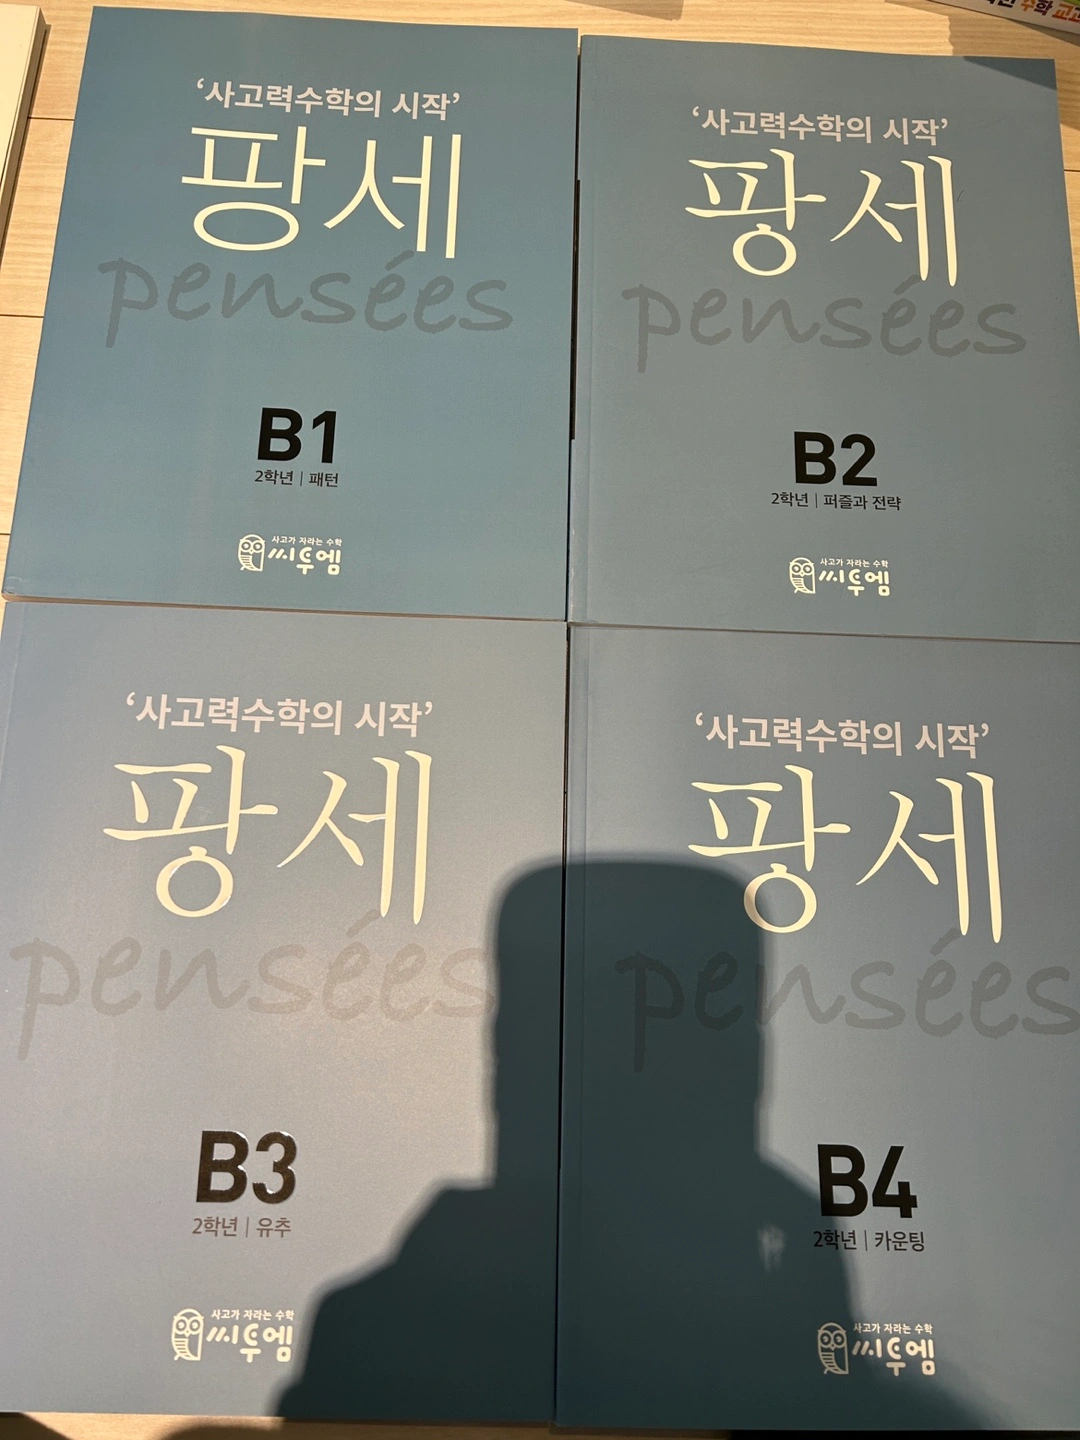 수학
'사고력수학의 시작'
팡세
pensées
B1
2학년 | 패턴
사고가 자라는 수학
씨투엠
'사고력수학의 시작'
팡세
pensées
B2
2학년 | 퍼즐과 전략
사고가 자라는 수학
씨투엠
'사고력수학의 시작'
팡세
pensées
B3
2학년 | 유추
사고가 자라는 수학
씨투엠
'사고력수학의 시작'
팡세
pensées
B4
2학년 | 카운팅
사고가 자라는 수학
씨투엠